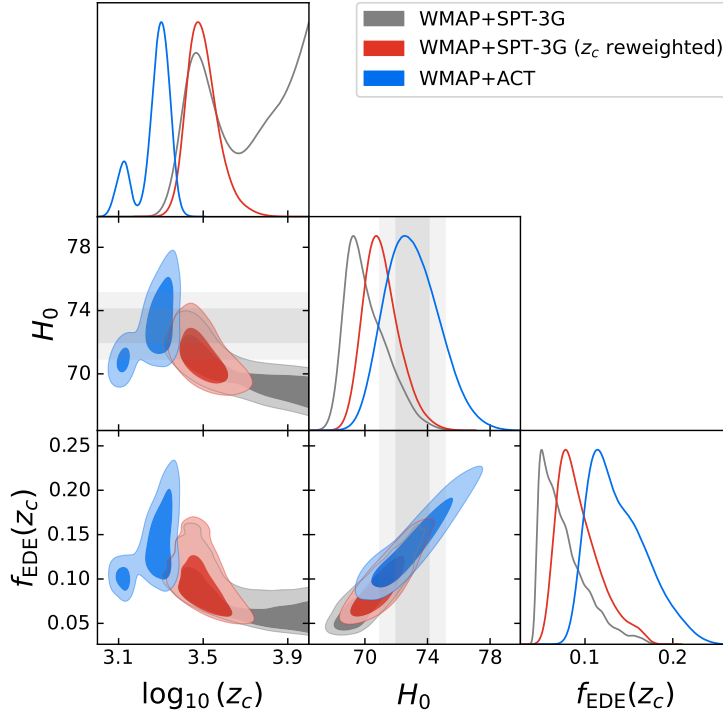 WMAP+SPT-3G
WMAP+SPT-3G (z_c reweighted)
WMAP+ACT
78
74
70
H_0
0.25
0.20
0.15
0.10
0.05
f_EDE(z_c)
3.1 3.5 3.9 70 74 78 0.1 0.2
log_10 (z_c) H_0 f_EDE(z_c)